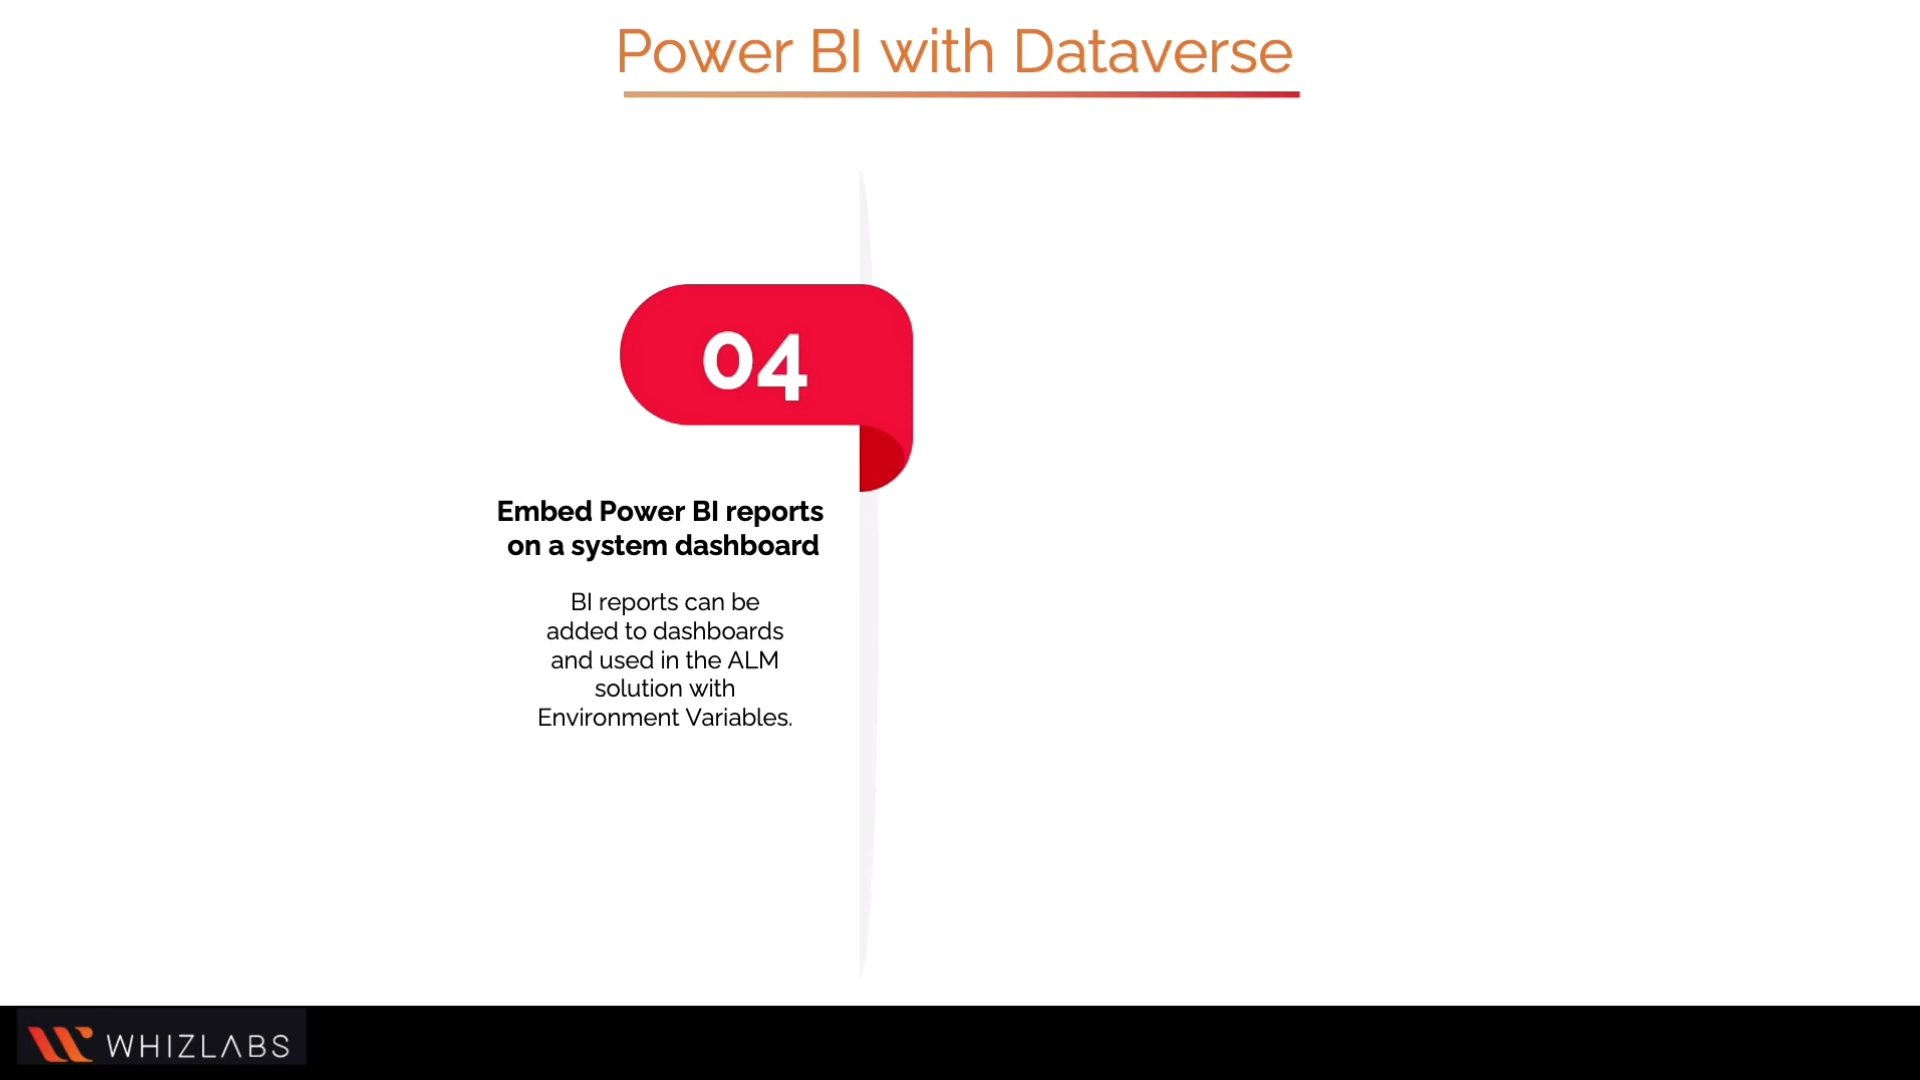 Power BI with Dataverse
04
Embed Power BI reports
on a system dashboard
BI reports can be
added to dashboards
and used in the ALM
solution with
Environment Variables.
WHIZLABS